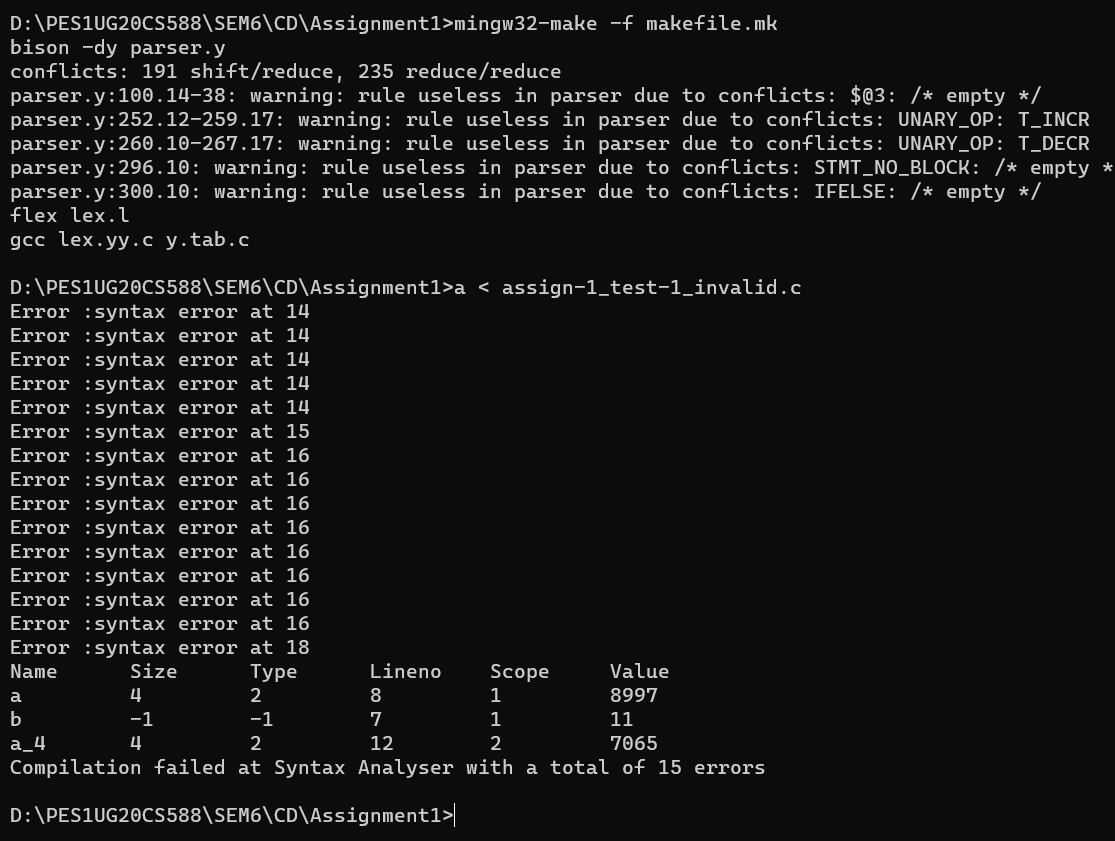 D:\PES1UG20CS588\SEM6\CD\Assignment1>mingw32-make -f makefile.mk
bison -dy parser.y
conflicts: 191 shift/reduce, 235 reduce/reduce
parser.y:100.14-38: warning: rule useless in parser due to conflicts: $@3: /* empty */
parser.y:252.12-259.17: warning: rule useless in parser due to conflicts: UNARY_OP: T_INCR
parser.y:260.10-267.17: warning: rule useless in parser due to conflicts: UNARY_OP: T_DECR
parser.y:296.10: warning: rule useless in parser due to conflicts: STMT_NO_BLOCK: /* empty *
parser.y:300.10: warning: rule useless in parser due to conflicts: IFELSE: /* empty */
flex lex.l
gcc lex.yy.c y.tab.c
D:\PES1UG20CS588\SEM6\CD\Assignment1>a < assign-1_test-1_invalid.c
Error :syntax error at 14
Error :syntax error at 14
Error :syntax error at 14
Error :syntax error at 14
Error :syntax error at 14
Error :syntax error at 15
Error :syntax error at 16
Error :syntax error at 16
Error :syntax error at 16
Error :syntax error at 16
Error :syntax error at 16
Error :syntax error at 16
Error :syntax error at 16
Error :syntax error at 16
Error :syntax error at 18
Name Size Type Lineno Scope Value
a 4 2 8 1 8997
b -1 -1 7 1 11
a_4 4 2 12 2 7065
Compilation failed at Syntax Analyser with a total of 15 errors
D:\PES1UG20CS588\SEM6\CD\Assignment1>